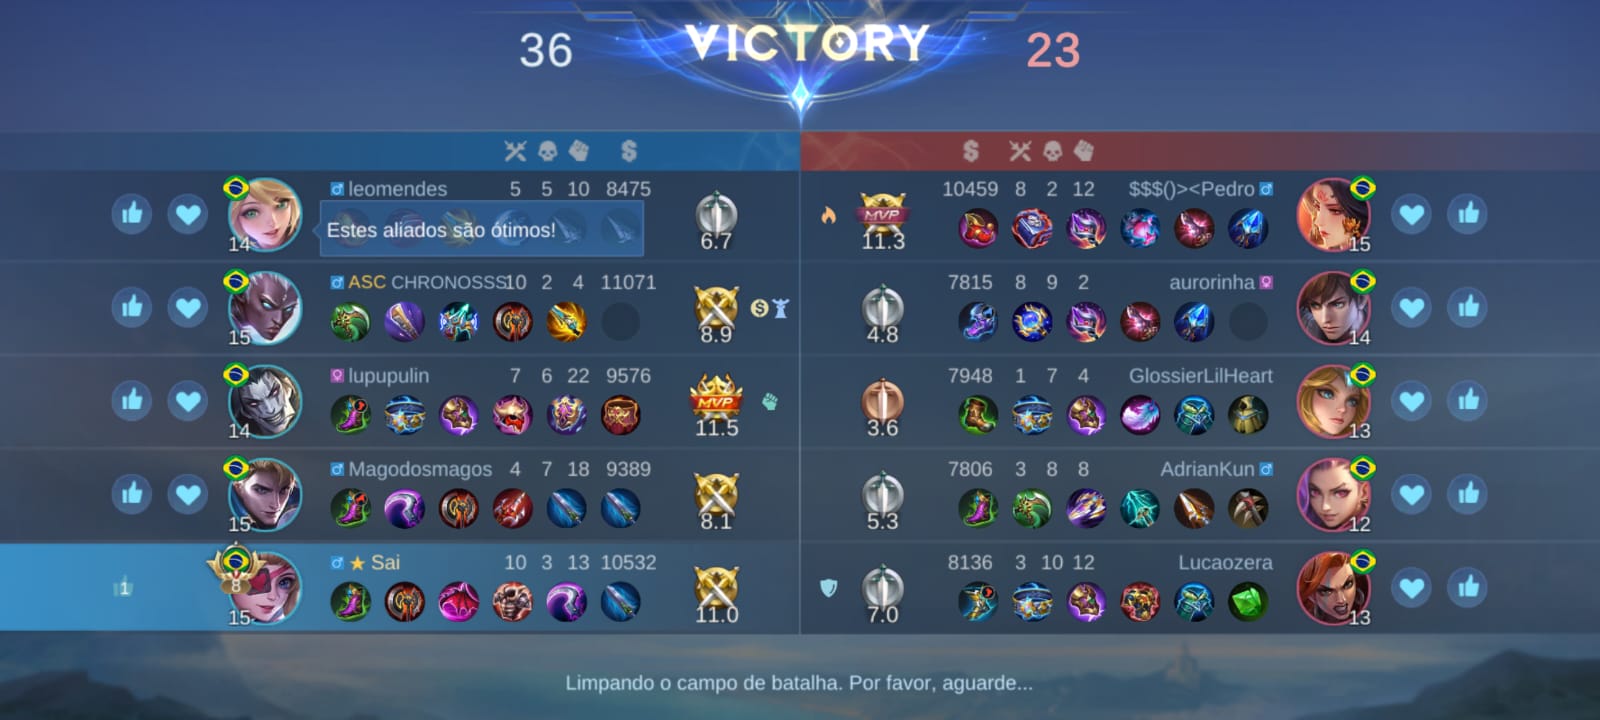 36 VICTORY 23
leomendes 5 5 10 8475
Estes aliados são ótimos!
14 6.7
ASC CHRONOSSS 10 2 4 11071
15 8.9
lupupulin 7 6 22 9576
14 MVP 11.5
Magodosmagos 4 7 18 9389
15 8.1
Sai 10 3 13 10532
1 8 15 11.0
10459 8 2 12 $$$()><Pedro
MVP 11.3 15
7815 8 9 2 aurorinha
4.8 14
7948 1 7 4 GlossierLilHeart
3.6 13
7806 3 8 8 AdrianKun
5.3 12
8136 3 10 12 Lucaozera
7.0 13
Limpando o campo de batalha. Por favor, aguarde...